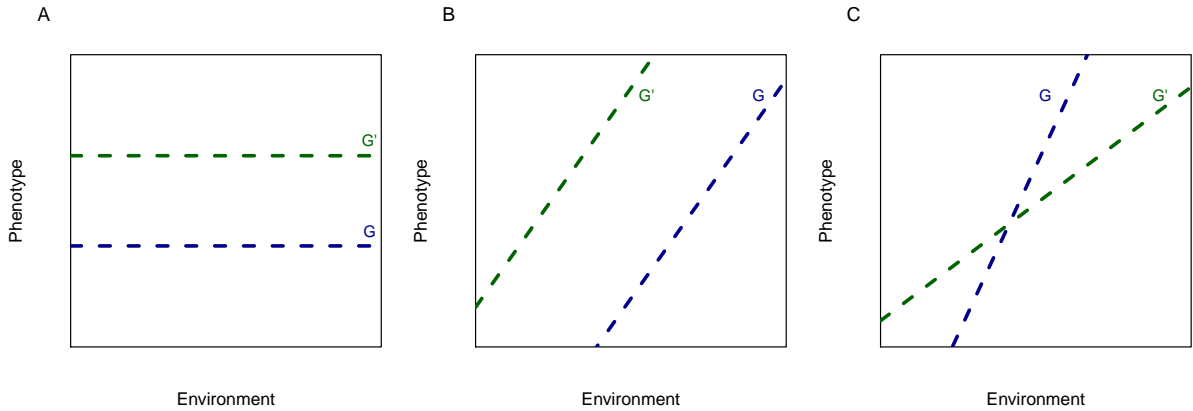 A
Phenotype
G'
G
Environment
B
Phenotype
G'
G
Environment
C
Phenotype
G
G'
Environment